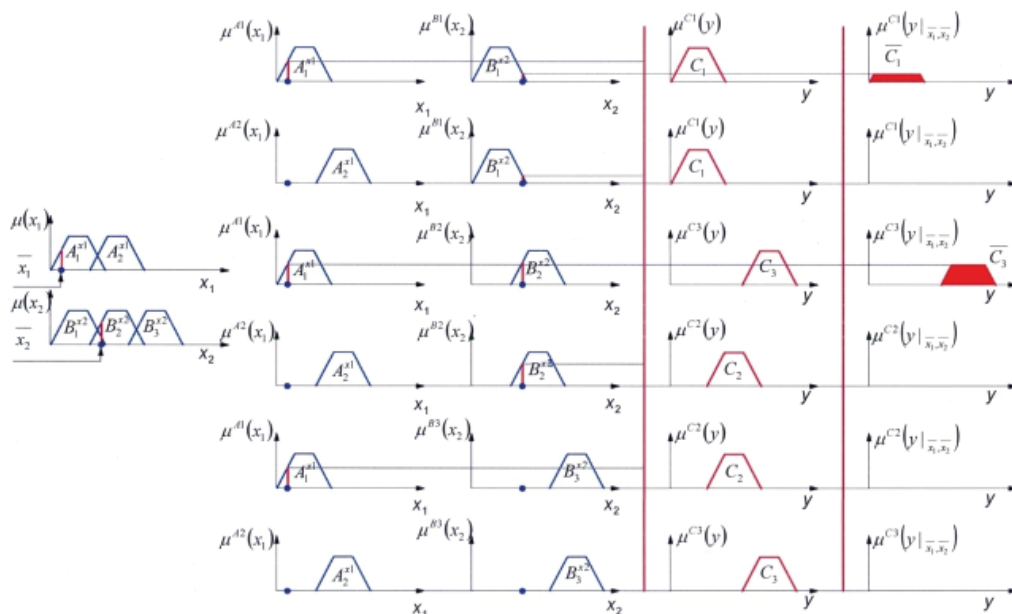 μ^{A1}(x₁) μ^{B1}(x₂) μ^{C1}(y) μ^{C1}(y|_{x̄₁,x̄₂})
A₁^{x1} B₁^{x2} C₁ C̄₁
x₁ x₂ y y
μ^{A2}(x₁) μ^{B1}(x₂) μ^{C1}(y) μ^{C1}(y|_{x̄₁,x̄₂})
A₂^{x1} B₁^{x2} C₁
x₁ x₂ y y
μ(x₁)
A₁^{x1} A₂^{x1}
x̄₁
x₁
μ(x₂)
B₁^{x2} B₂^{x2} B₃^{x2}
x̄₂
x₂
μ^{A1}(x₁) μ^{B2}(x₂) μ^{C3}(y) μ^{C3}(y|_{x̄₁,x̄₂})
A₁^{x1} B₂^{x2} C₃ C̄₃
x₁ x₂ y y
μ^{A2}(x₁) μ^{B2}(x₂) μ^{C2}(y) μ^{C2}(y|_{x̄₁,x̄₂})
A₂^{x1} B₂^{x2} C₂
x₁ x₂ y y
μ^{A1}(x₁) μ^{B3}(x₂) μ^{C2}(y) μ^{C2}(y|_{x̄₁,x̄₂})
A₁^{x1} B₃^{x2} C₂
x₁ x₂ y y
μ^{A2}(x₁) μ^{B3}(x₂) μ^{C3}(y) μ^{C3}(y|_{x̄₁,x̄₂})
A₂^{x1} B₃^{x2} C₃
x₁ x₂ y y